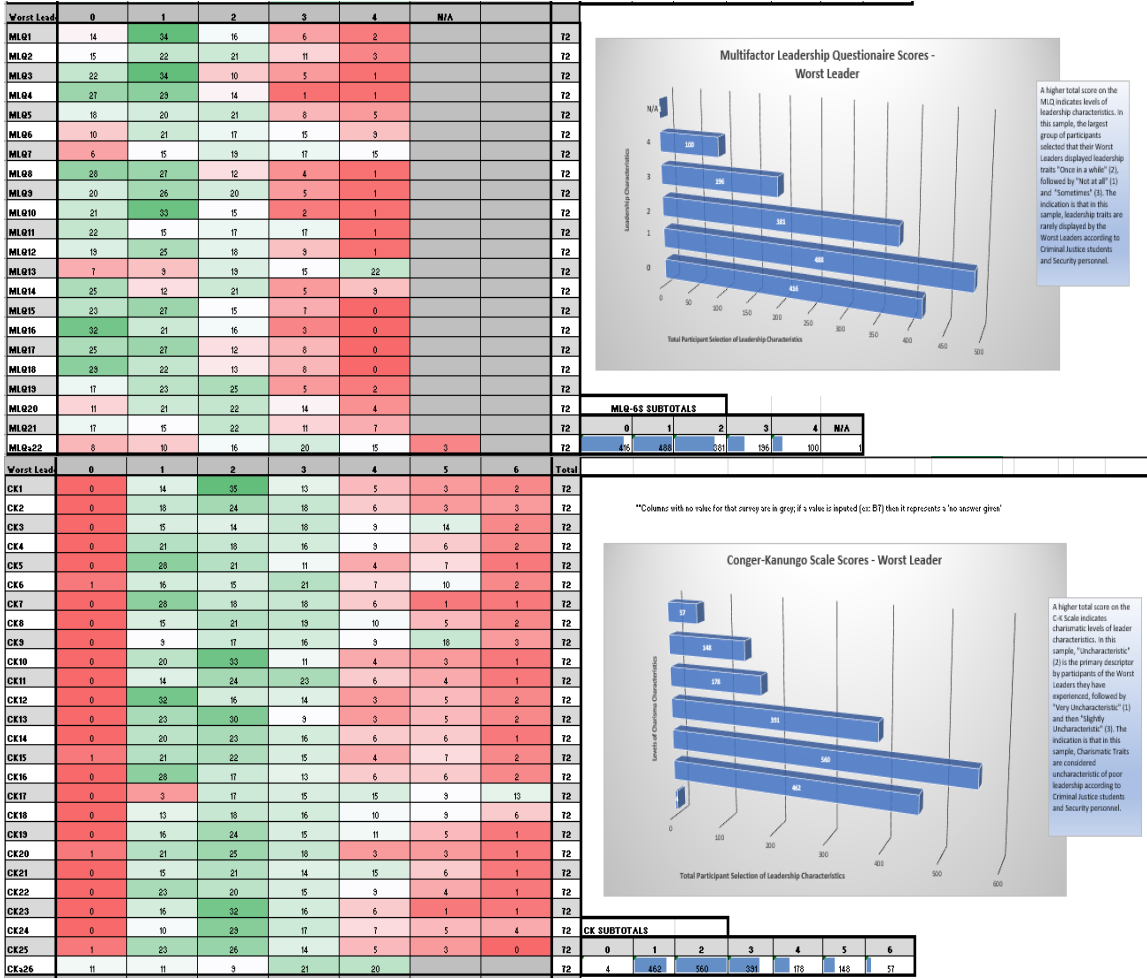 Worst Lead 0 1 2 3 4 N/A
MLQ1 14 34 16 6 2 72
MLQ2 15 22 21 11 3 72
MLQ3 22 34 10 5 1 72
MLQ4 27 29 14 1 1 72
MLQ5 18 20 21 8 5 72
MLQ6 10 21 17 15 9 72
MLQ7 6 15 19 17 15 72
MLQ8 28 27 12 4 1 72
MLQ9 20 26 20 5 1 72
MLQ10 21 33 15 2 1 72
MLQ11 22 15 17 17 1 72
MLQ12 19 25 18 9 1 72
MLQ13 7 9 19 15 22 72
MLQ14 25 12 21 5 9 72
MLQ15 23 27 15 7 0 72
MLQ16 32 21 16 3 0 72
MLQ17 25 27 12 8 0 72
MLQ18 29 22 13 8 0 72
MLQ19 17 23 25 5 2 72
MLQ20 11 21 22 14 4 72
MLQ21 17 15 22 11 7 72
MLQa22 8 10 16 20 15 3 72
Multifactor Leadership Questionaire Scores -
Worst Leader
Leadership Characteristics
N/A
4 100
3 196
2 381
1 488
0 416
0 50 100 150 200 250 300 350 400 450 500
Total Participant Selection of Leadership Characteristics
A higher total score on the
MLQ indicates levels of
leadership characteristics. In
this sample, the largest
group of participants
selected that their Worst
Leaders displayed leadership
traits "Once in a while" (2),
followed by "Not at all" (1)
and "Sometimes" (3). The
indication is that in this
sample, leadership traits are
rarely displayed by the
Worst Leaders according to
Criminal Justice students
and Security personnel.
MLQ-6S SUBTOTALS
0 1 2 3 4 N/A
416 488 381 196 100 1
Worst Lead 0 1 2 3 4 5 6 Total
CK1 0 14 35 13 5 3 2 72
CK2 0 18 24 18 6 3 3 72
CK3 0 15 14 18 9 14 2 72
CK4 0 21 18 16 9 6 2 72
CK5 0 28 21 11 4 7 1 72
CK6 1 16 15 21 7 10 2 72
CK7 0 28 18 18 6 1 1 72
CK8 0 15 21 19 10 5 2 72
CK9 0 9 17 16 9 18 3 72
CK10 0 20 33 11 4 3 1 72
CK11 0 14 24 23 6 4 1 72
CK12 0 32 16 14 3 5 2 72
CK13 0 23 30 9 3 5 2 72
CK14 0 20 23 16 6 6 1 72
CK15 1 21 22 15 4 7 2 72
CK16 0 28 17 13 6 6 2 72
CK17 0 3 17 15 15 9 13 72
CK18 0 13 18 16 10 9 6 72
CK19 0 16 24 15 11 5 1 72
CK20 1 21 25 18 3 3 1 72
CK21 0 15 21 14 15 6 1 72
CK22 0 23 20 15 9 4 1 72
CK23 0 16 32 16 6 1 1 72
CK24 0 10 29 17 7 5 4 72
CK25 1 23 26 14 5 3 0 72
CKa26 11 11 9 21 20 72
**Columns with no value for that survey are in grey; if a value is inputed (ex: B7) then it represents a 'no answer given'
Conger-Kanungo Scale Scores - Worst Leader
Levels of Charisma Characteristics
57
148
178
391
560
462
0 100 200 300 400 500 600
Total Participant Selection of Leadership Characteristics
A higher total score on the
C-K Scale indicates
charismatic levels of leader
characteristics. In this
sample, "Uncharacteristic"
(2) is the primary descriptor
by participants of the Worst
Leaders they have
experienced, followed by
"Very Uncharacteristic" (1)
and then "Slightly
Uncharacteristic" (3). The
indication is that in this
sample, Charismatic Traits
are considered
uncharacteristic of poor
leadership according to
Criminal Justice students
and Security personnel.
CK SUBTOTALS
0 1 2 3 4 5 6
4 462 560 391 178 148 57